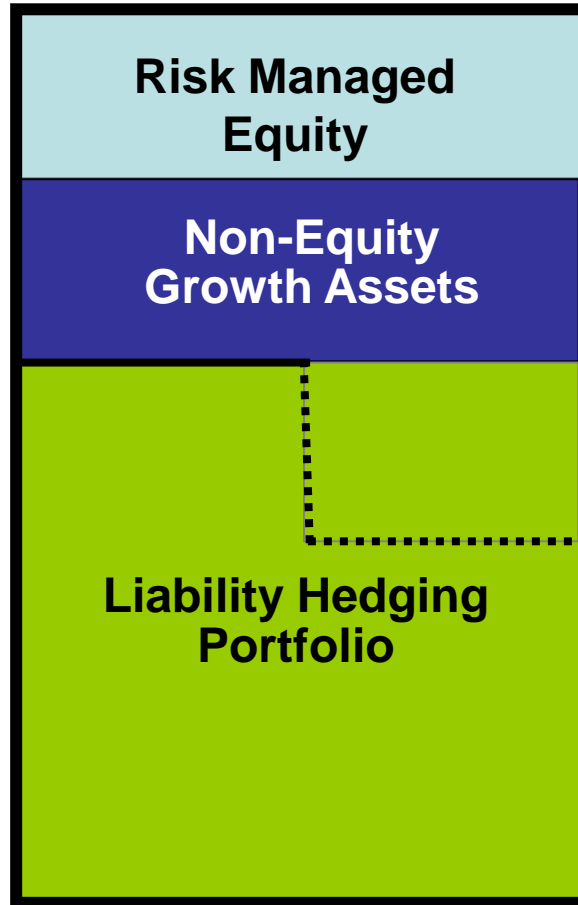 Risk Managed
Equity
Non-Equity
Growth Assets
Liability Hedging
Portfolio